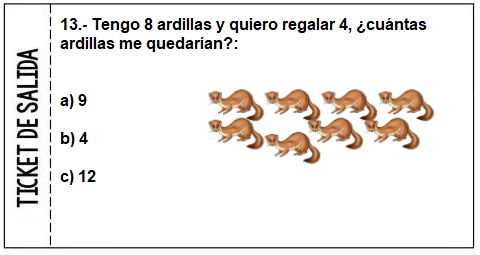 TICKET DE SALIDA
13.- Tengo 8 ardillas y quiero regalar 4, ¿cuántas
ardillas me quedarían?:
a) 9
b) 4
c) 12